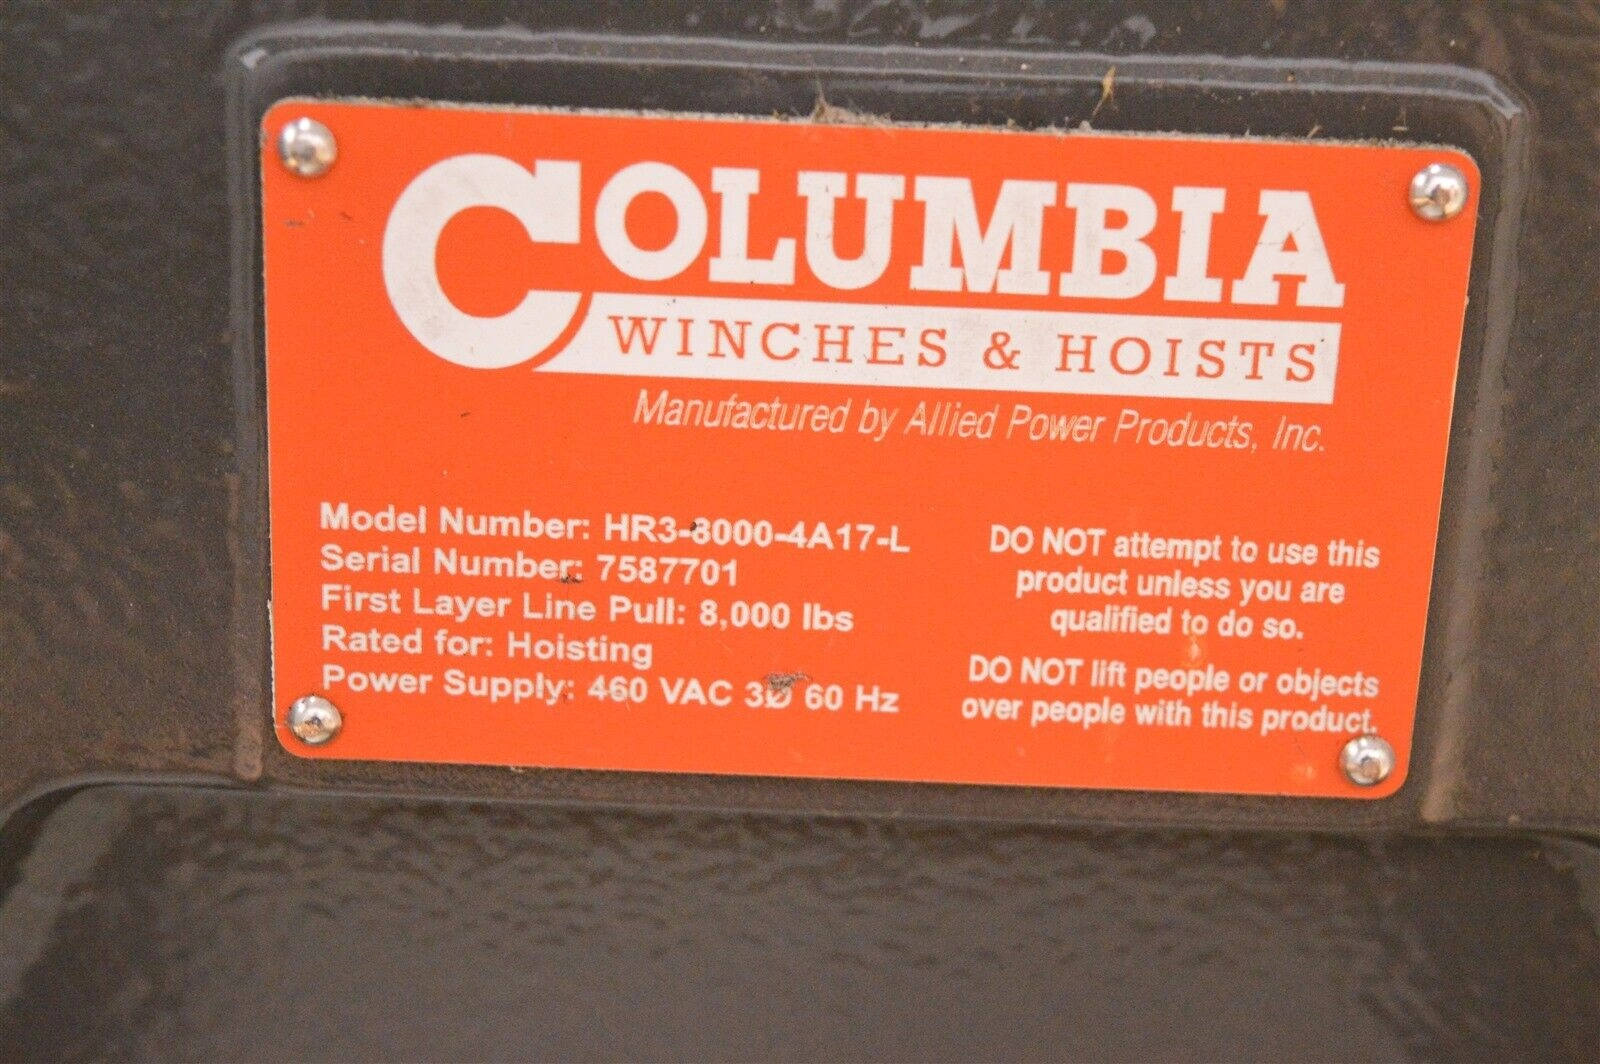 COLUMBIA
WINCHES & HOISTS
Manufactured by Allied Power Products, Inc.
Model Number: HR3-8000-4A17-L
Serial Number: 7587701
First Layer Line Pull: 8,000 lbs
Rated for: Hoisting
Power Supply: 460 VAC 3Ø 60 Hz
DO NOT attempt to use this
product unless you are
qualified to do so.
DO NOT lift people or objects
over people with this product.